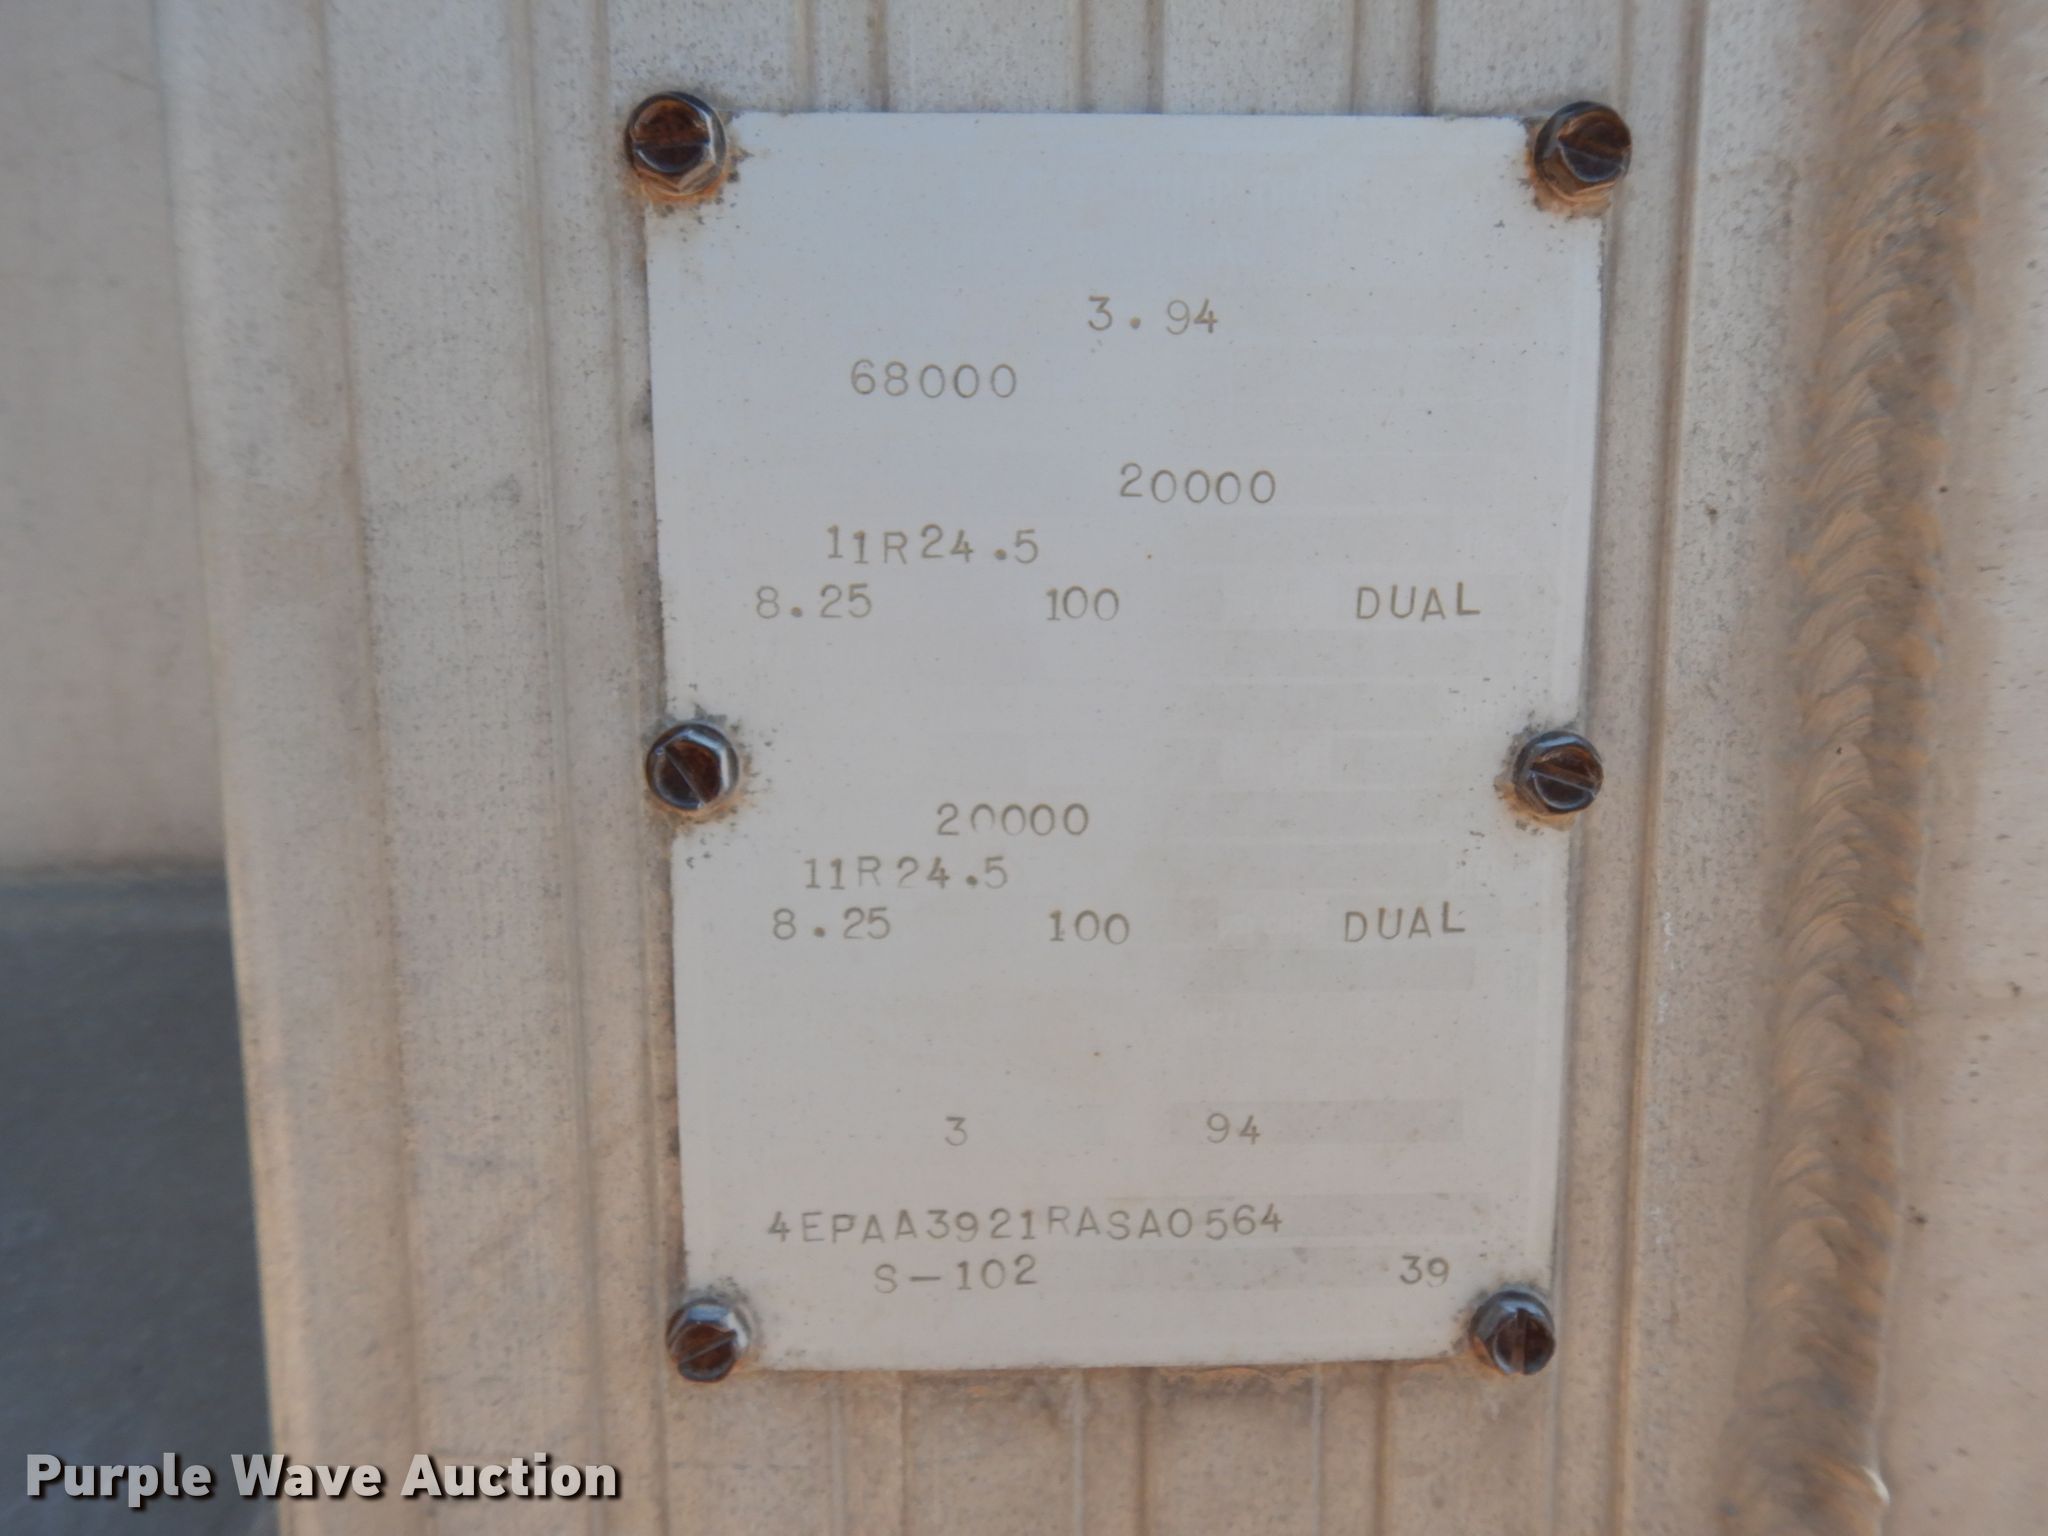 3.94
68000
20000
11R24.5
8.25 100 DUAL
20000
11R24.5
8.25 100 DUAL
3 94
4EPAA3921RASA0564
S-102 39
Purple Wave Auction